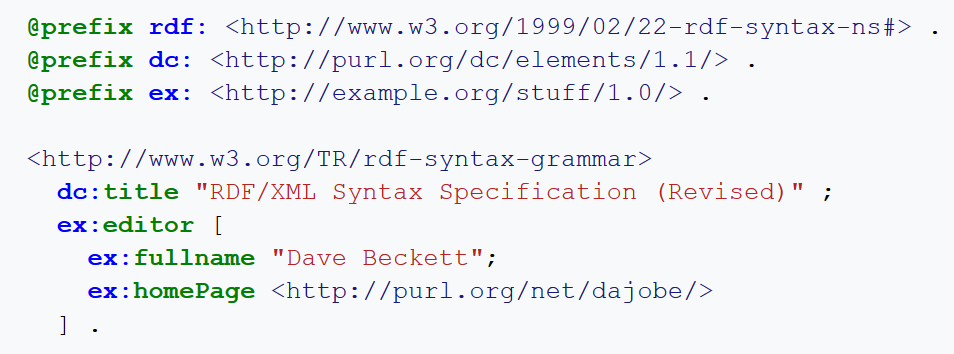 @prefix rdf: <http://www.w3.org/1999/02/22-rdf-syntax-ns#> .
@prefix dc: <http://purl.org/dc/elements/1.1/> .
@prefix ex: <http://example.org/stuff/1.0/> .

<http://www.w3.org/TR/rdf-syntax-grammar>
  dc:title "RDF/XML Syntax Specification (Revised)" ;
  ex:editor [
    ex:fullname "Dave Beckett";
    ex:homePage <http://purl.org/net/dajobe/>
  ] .